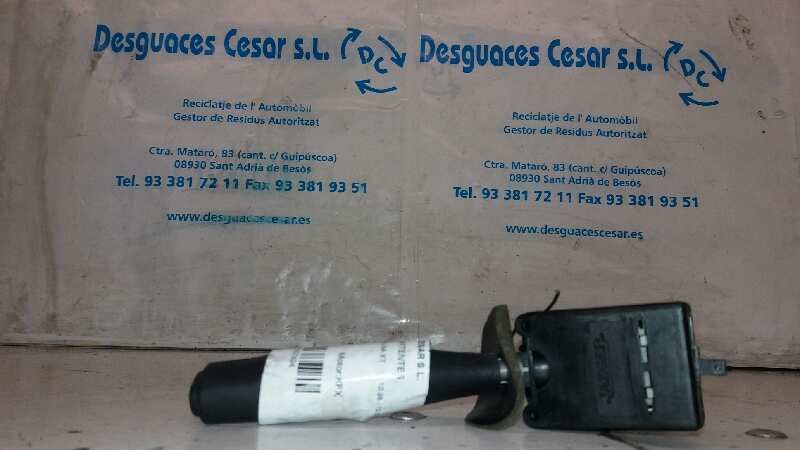 Desguaces Cesar s.L. DC
Reciclatje de l' Automòbil
Gestor de Residus Autoritzat
Ctra. Mataró, 83 (cant. c/ Guipúscoa)
08930 Sant Adrià de Besòs
Tel. 93 381 72 11 Fax 93 381 93 51
www.desguacescesar.es
Desguaces Cesar s.L. DC
Reciclatje de l' Automòbil
Gestor de Residus Autoritzat
Ctra. Mataró, 83 (cant. c/ Guipúscoa)
08930 Sant Adrià de Besòs
Tel. 93 381 72 11 Fax 93 381 93 51
www.desguacescesar.es
Motor:KFX